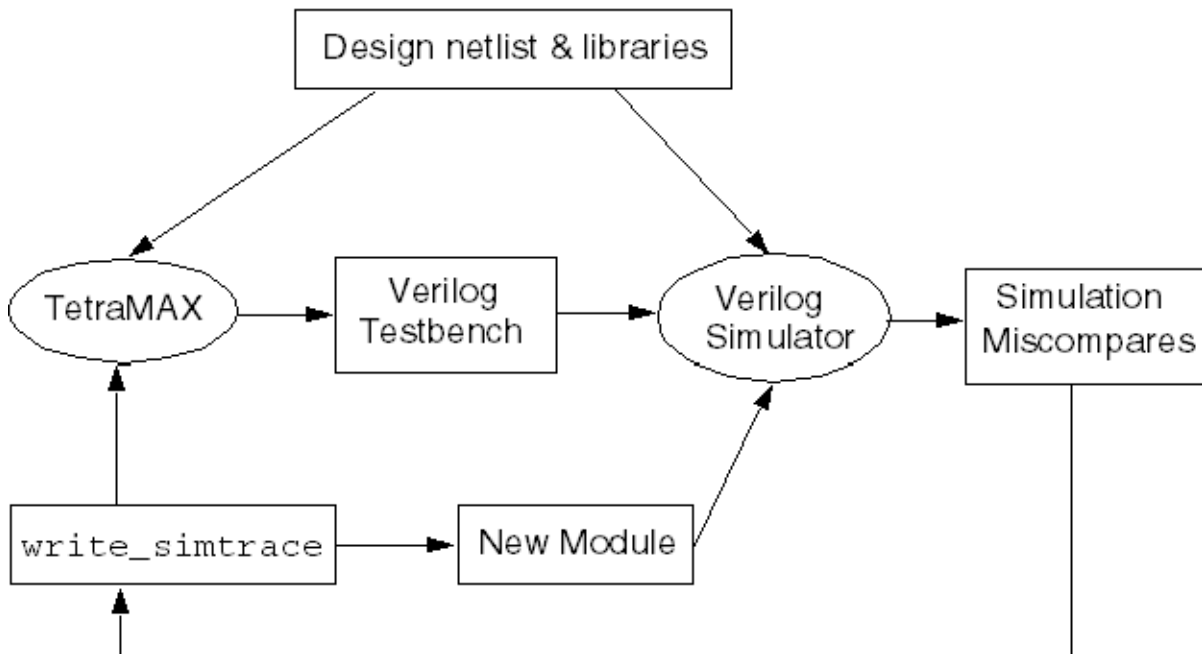 Design netlist & libraries
TetraMAX
Verilog
Testbench
Verilog
Simulator
Simulation
Miscompares
write_simtrace
New Module